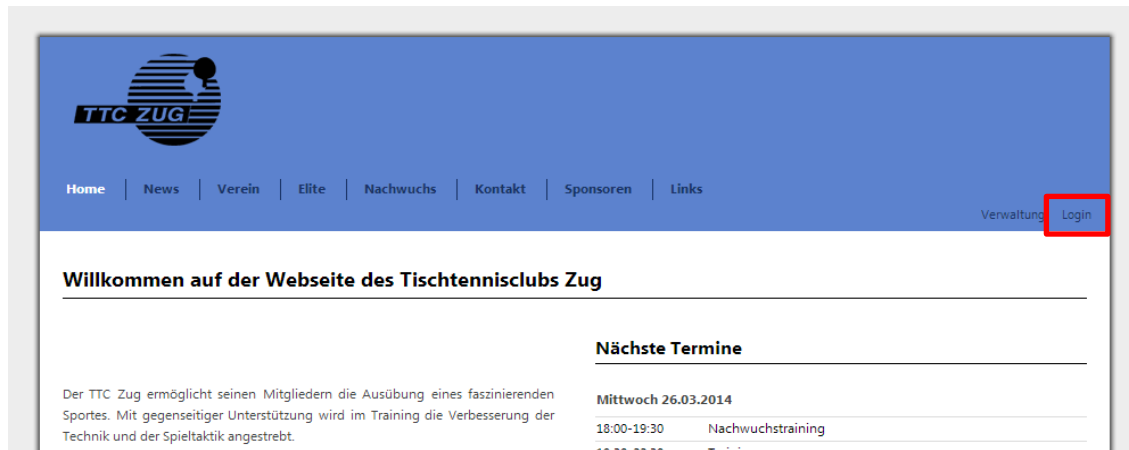 TTC ZUG
Home News Verein Elite Nachwuchs Kontakt Sponsoren Links
Verwaltung Login
Willkommen auf der Webseite des Tischtennisclubs Zug
Nächste Termine
Der TTC Zug ermöglicht seinen Mitgliedern die Ausübung eines faszinierenden
Sportes. Mit gegenseitiger Unterstützung wird im Training die Verbesserung der
Technik und der Spieltaktik angestrebt.
Mittwoch 26.03.2014
18:00-19:30 Nachwuchstraining